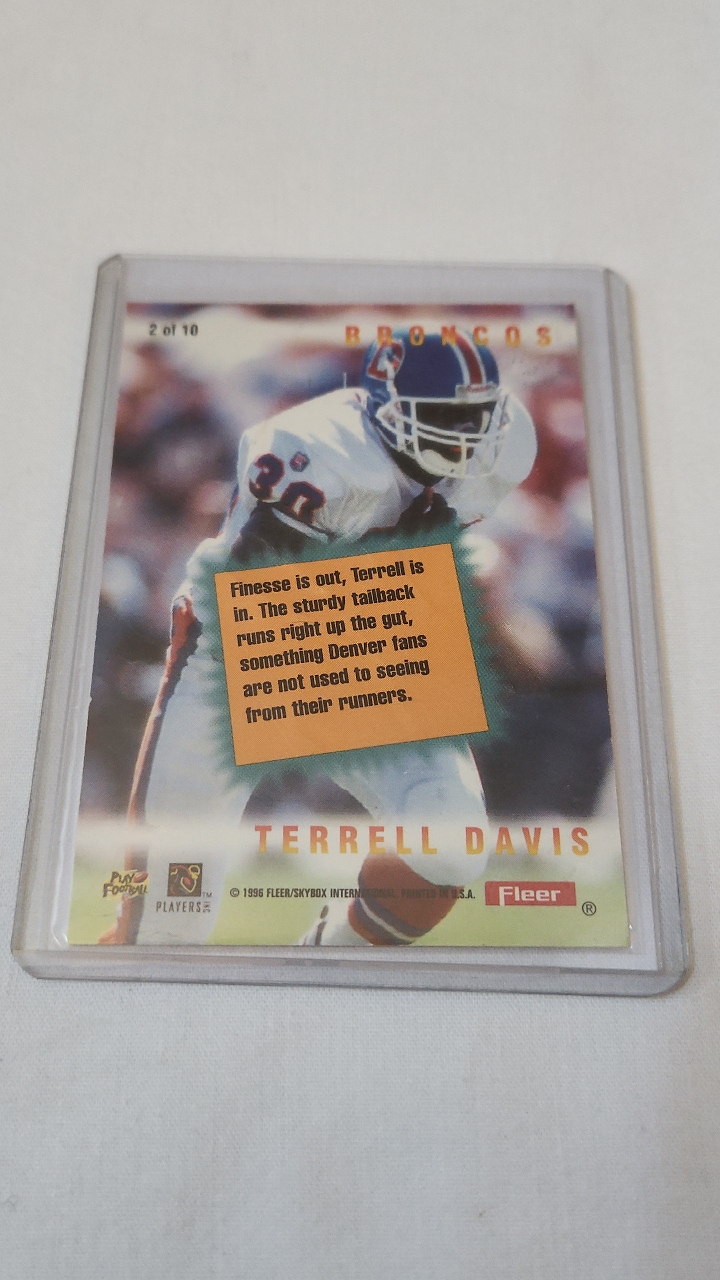 2 of 10
BRONCOS
30
Finesse is out, Terrell is
in. The sturdy tailback
runs right up the gut,
something Denver fans
are not used to seeing
from their runners.
TERRELL DAVIS
PLAY
FOOTBALL
PLAYERS INC
TM
© 1996 FLEER/SKYBOX INTERNATIONAL. PRINTED IN U.S.A.
Fleer
®